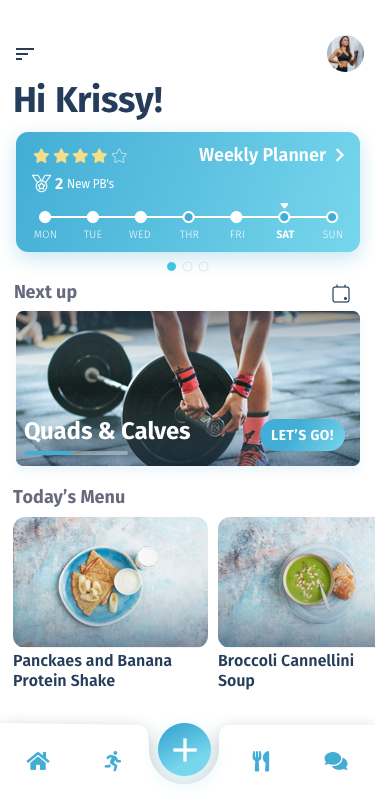 Hi Krissy!
Weekly Planner
2 New PB's
MON TUE WED THR FRI SAT SUN
Next up
Quads & Calves
LET'S GO!
Today's Menu
Panckaes and Banana
Protein Shake
Broccoli Cannellini
Soup